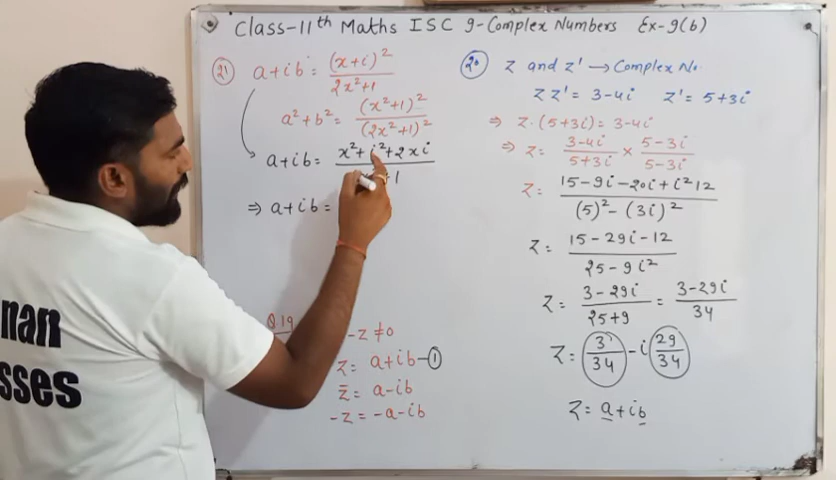 Class-11th Maths ISC 9-Complex Numbers Ex-9(b)
21) a+ib = (x+i)² / 2x²+1
a²+b² = (x²+1)² / (2x²+1)²
a+ib = x²+i²+2xi / 1
⇒ a+ib =
Q 19
-z ≠ 0
z = a+ib-①
z̄ = a-ib
-z = -a-ib
20) z and z' → Complex No.
z z' = 3-4i z' = 5+3i
⇒ z·(5+3i) = 3-4i
⇒ z = 3-4i / 5+3i × 5-3i / 5-3i
z = 15-9i-20i+i²12 / (5)²-(3i)²
z = 15-29i-12 / 25-9i²
z = 3-29i / 25+9 = 3-29i / 34
z = 3/34 - i 29/34
z = a+ib
nan
sses